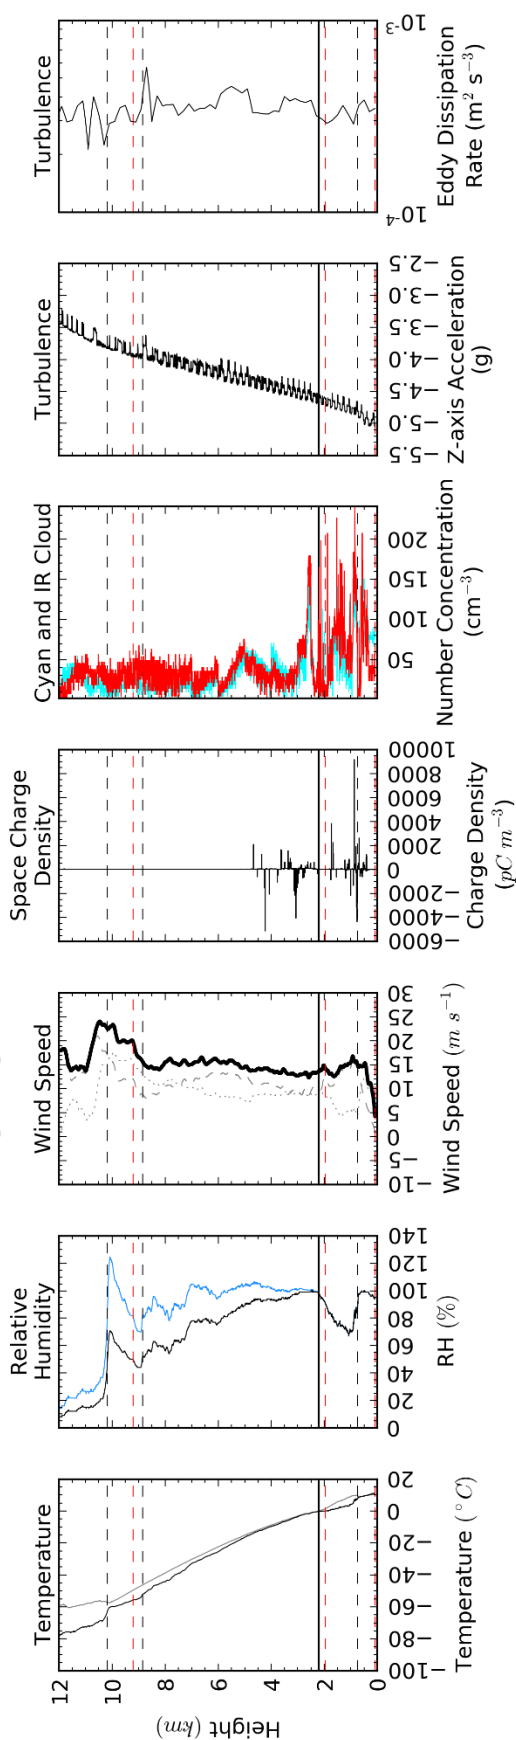 Temperature
12
10
8
6
4
2
0
Height (km)
−100 −80 −60 −40 −20 0 20
Temperature (°C)
Relative
Humidity
0 20 40 60 80 100 120 140
RH (%)
Wind Speed
−10 −5 0 5 10 15 20 25 30
Wind Speed (m s⁻¹)
Space Charge
Density
−6000 −4000 −2000 0 2000 4000 6000 8000 10000
Charge Density
(pC m⁻³)
Cyan and IR Cloud
50 100 150 200
Number Concentration
(cm⁻³)
Turbulence
−5.5 −5.0 −4.5 −4.0 −3.5 −3.0 −2.5
Z-axis Acceleration
(g)
Turbulence
10⁻⁴ 10⁻³
Eddy Dissipation
Rate (m² s⁻³)